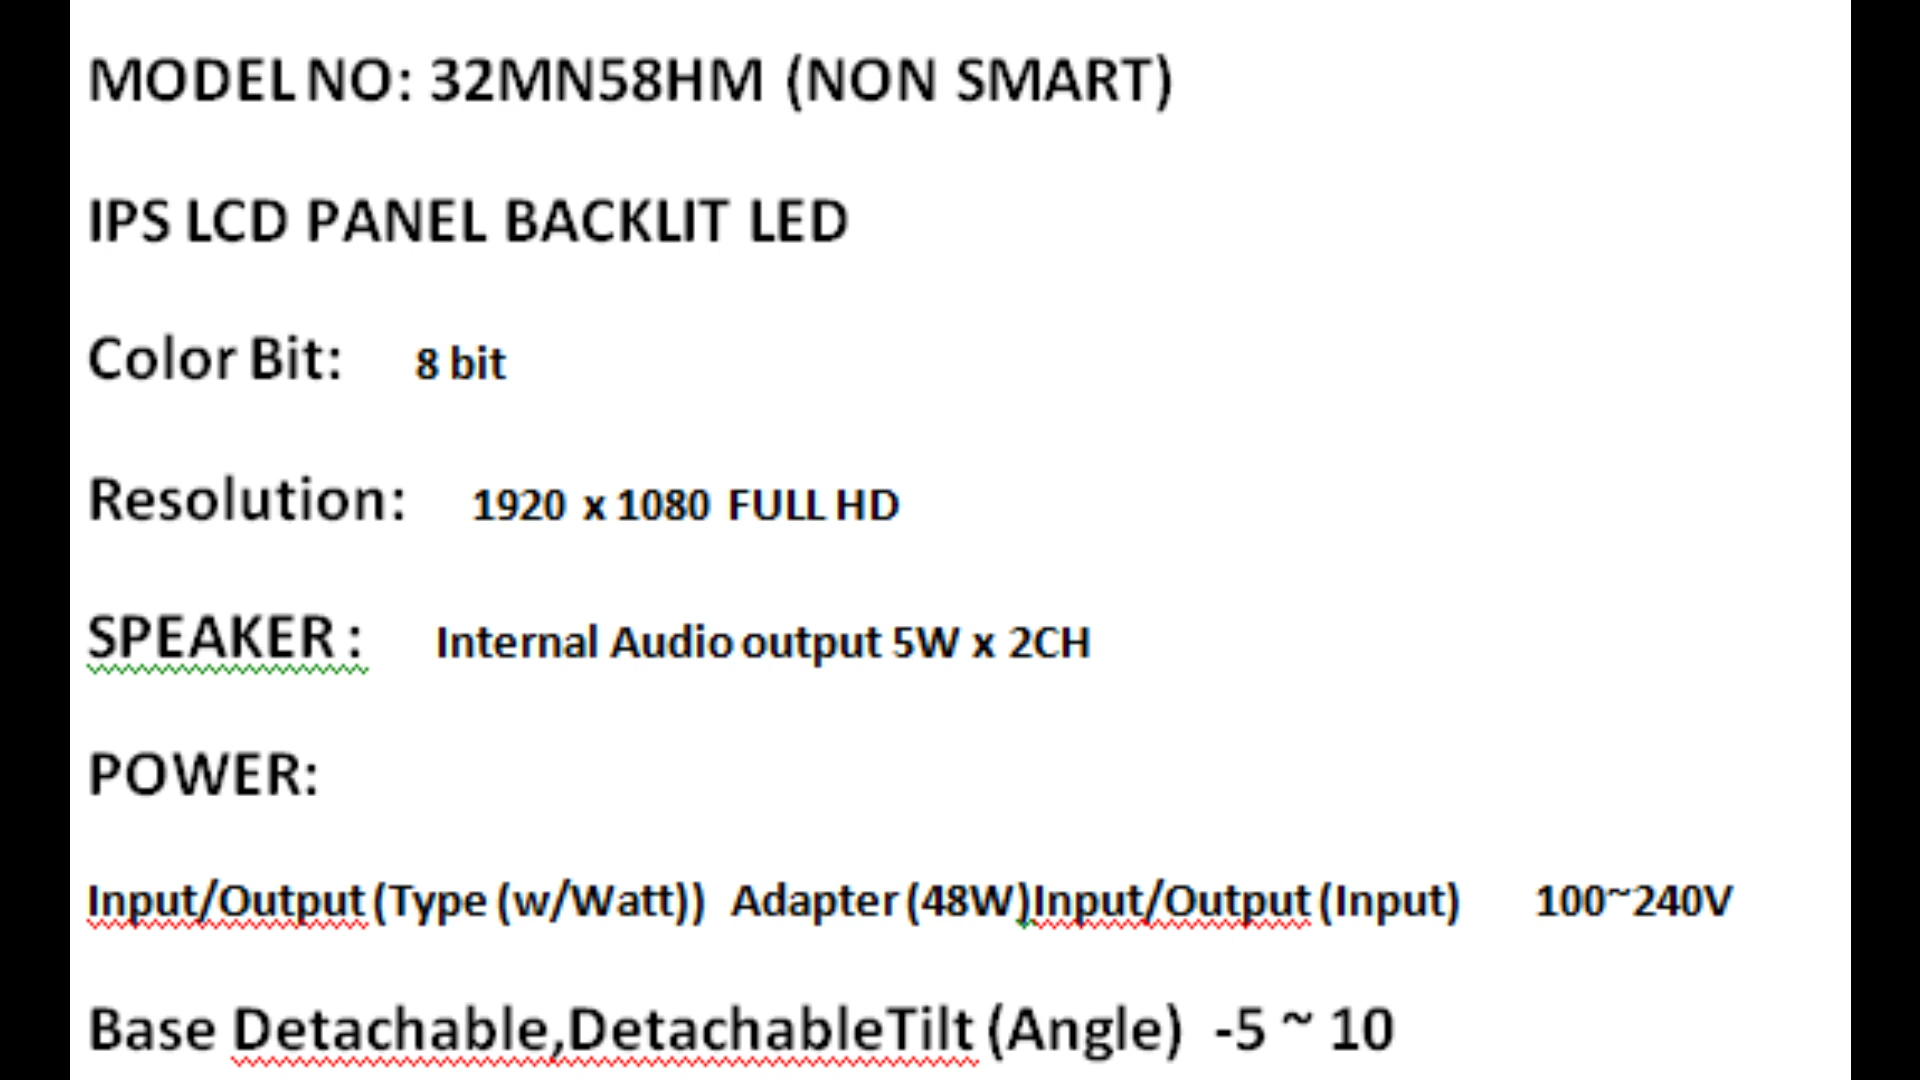 MODEL NO: 32MN58HM (NON SMART)
IPS LCD PANEL BACKLIT LED
Color Bit: 8 bit
Resolution: 1920 x 1080 FULL HD
SPEAKER : Internal Audio output 5W x 2CH
POWER:
Input/Output (Type (w/Watt)) Adapter (48W)Input/Output (Input) 100~240V
Base Detachable,DetachableTilt (Angle) -5 ~ 10